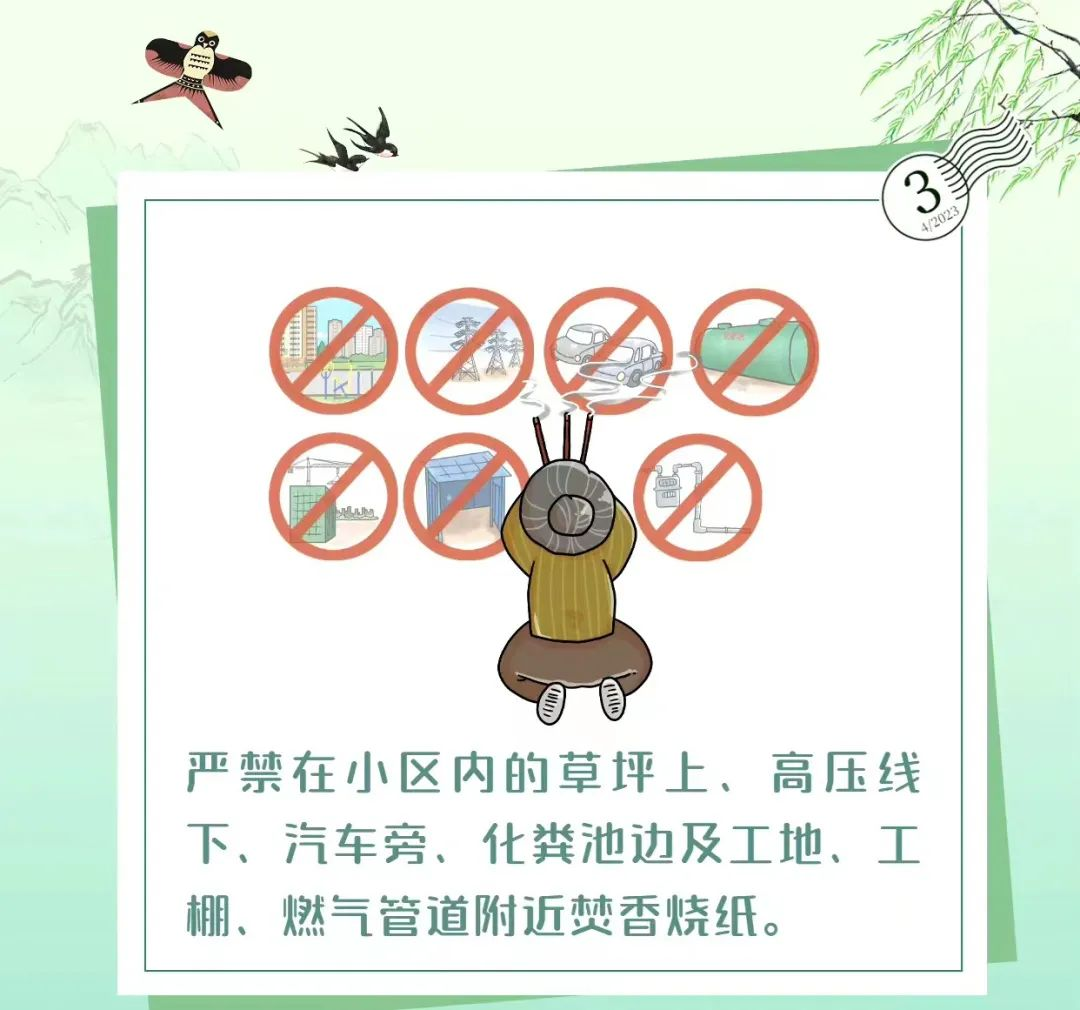 3
4/2023
严禁在小区内的草坪上、高压线
下、汽车旁、化粪池边及工地、工
棚、燃气管道附近焚香烧纸。